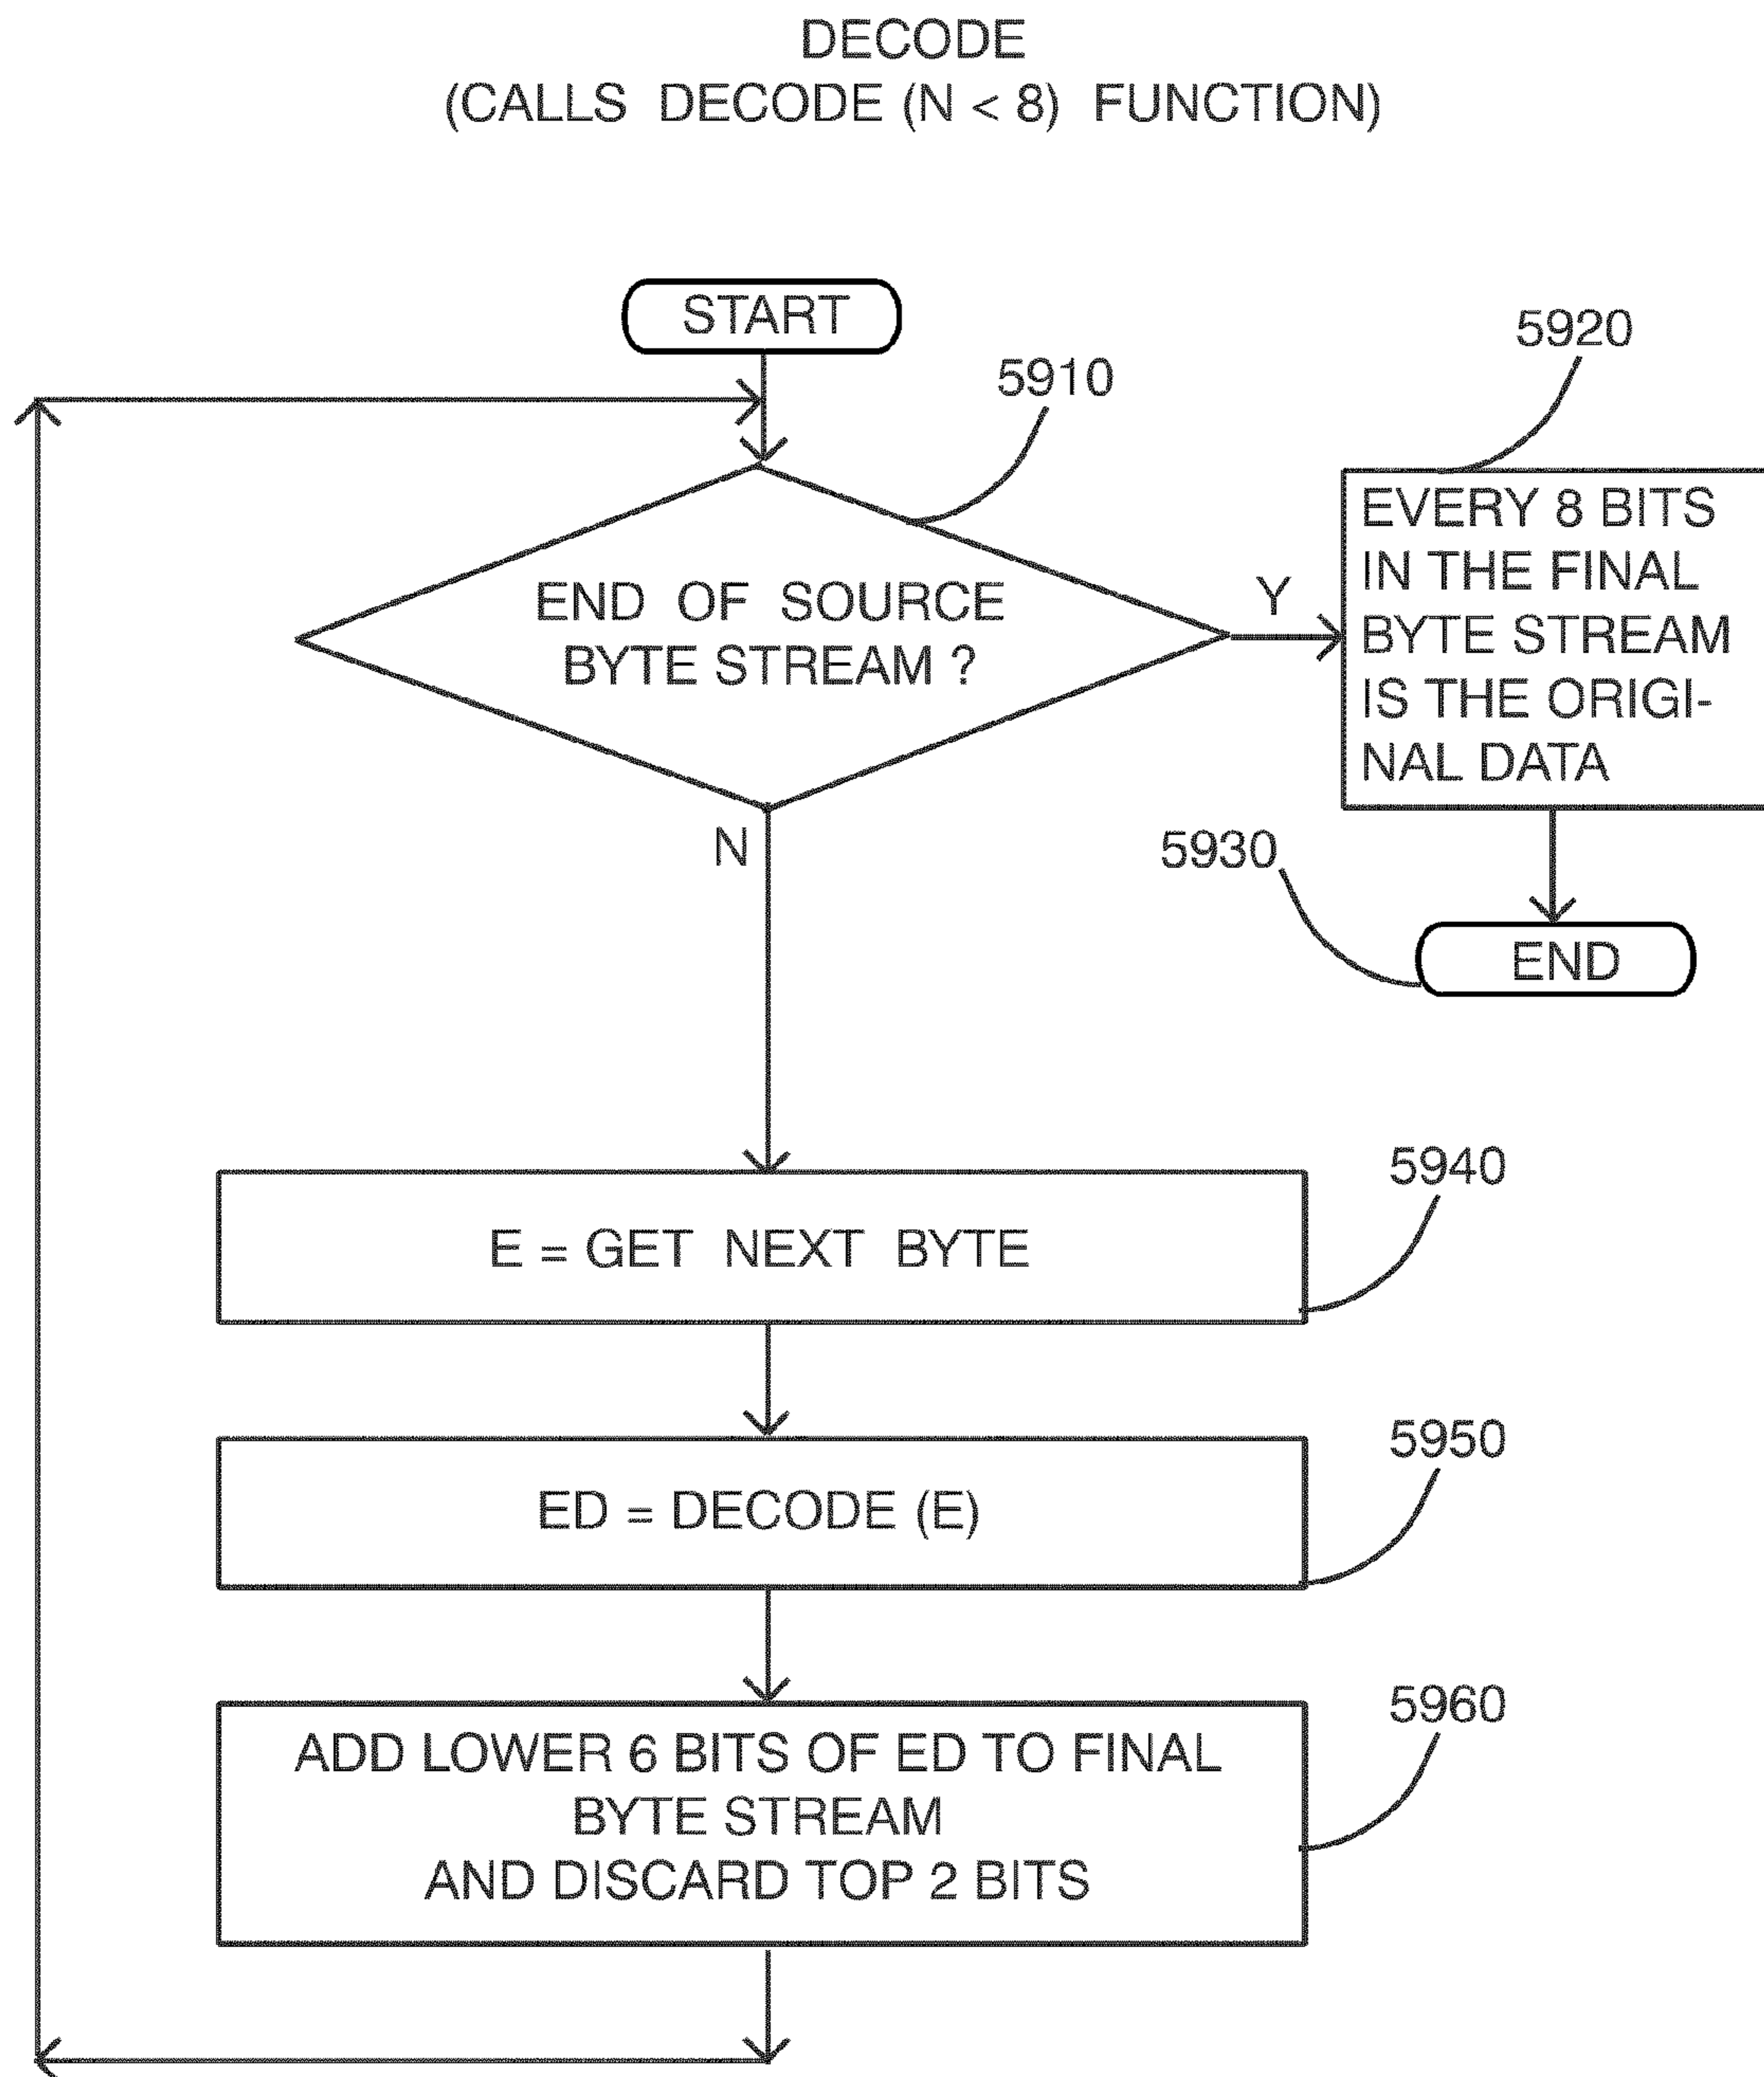 DECODE
(CALLS DECODE (N < 8) FUNCTION)
START
5910
5920
END OF SOURCE
BYTE STREAM ?
Y
EVERY 8 BITS
IN THE FINAL
BYTE STREAM
IS THE ORIGI-
NAL DATA
N
5930
END
5940
E = GET NEXT BYTE
5950
ED = DECODE (E)
5960
ADD LOWER 6 BITS OF ED TO FINAL
BYTE STREAM
AND DISCARD TOP 2 BITS